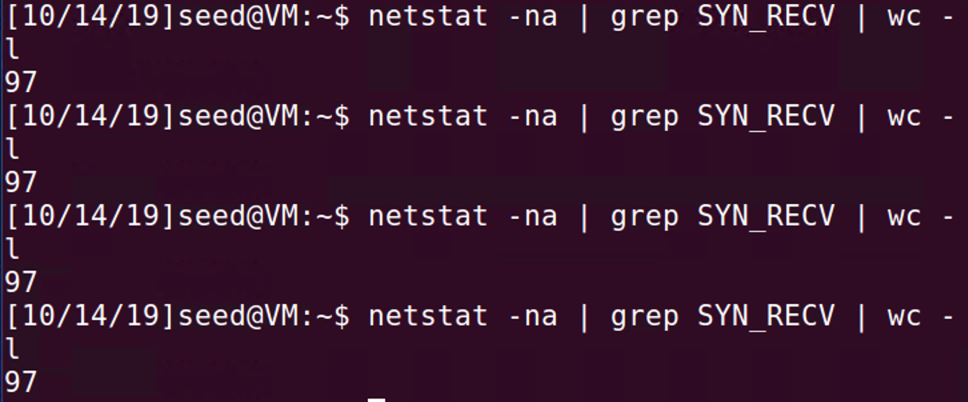 [10/14/19]seed@VM:~$ netstat -na | grep SYN_RECV | wc -
l
97
[10/14/19]seed@VM:~$ netstat -na | grep SYN_RECV | wc -
l
97
[10/14/19]seed@VM:~$ netstat -na | grep SYN_RECV | wc -
l
97
[10/14/19]seed@VM:~$ netstat -na | grep SYN_RECV | wc -
l
97